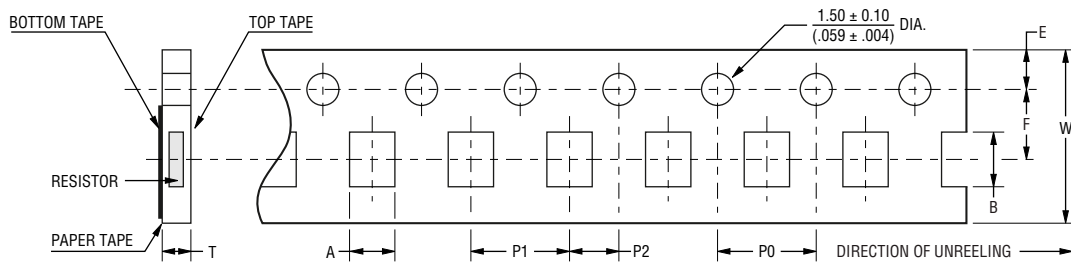 BOTTOM TAPE
TOP TAPE
1.50 ± 0.10
(.059 ± .004)
DIA.
E
F
W
RESISTOR
B
PAPER TAPE
T
A
P1
P2
P0
DIRECTION OF UNREELING